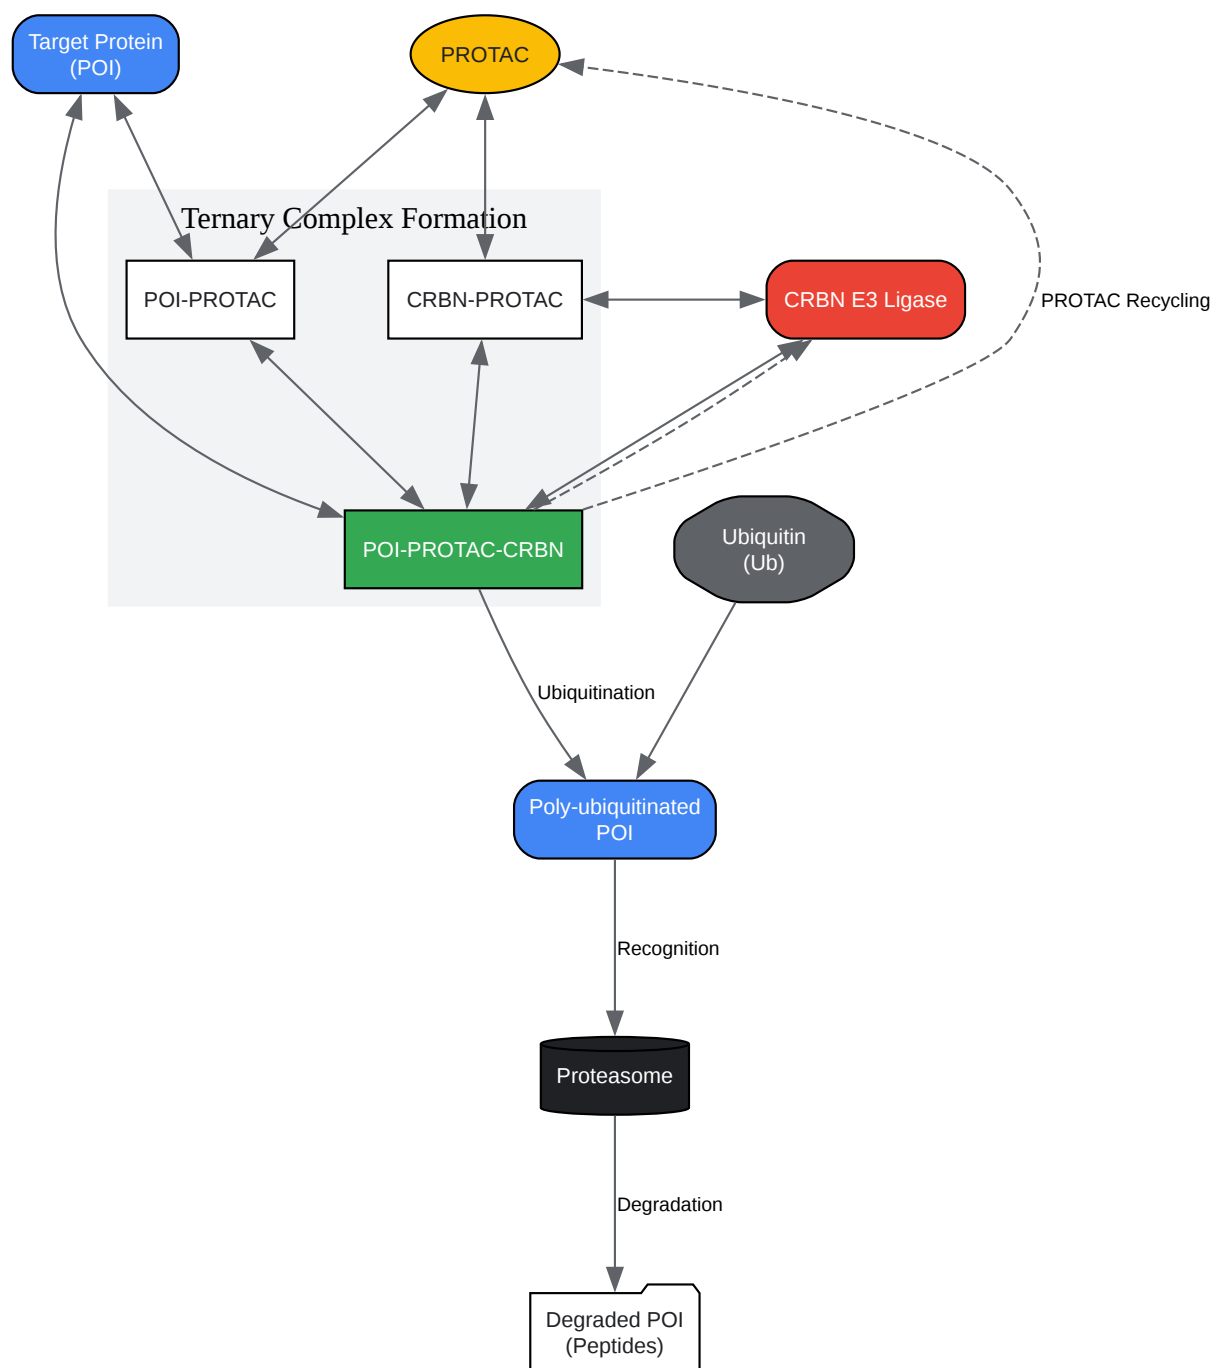 Target Protein
(POI)
PROTAC
Ternary Complex Formation
POI-PROTAC
CRBN-PROTAC
CRBN E3 Ligase
PROTAC Recycling
POI-PROTAC-CRBN
Ubiquitin
(Ub)
Ubiquitination
Poly-ubiquitinated
POI
Recognition
Proteasome
Degradation
Degraded POI
(Peptides)